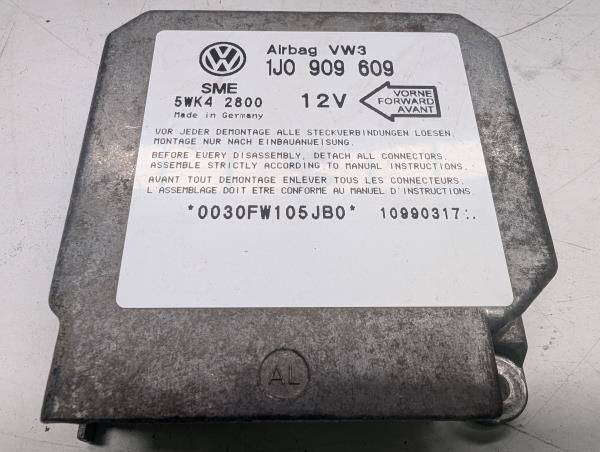 VW
Airbag VW3
1J0 909 609
SME
5WK4 2800
Made in Germany
12V
VORNE
FORWARD
AVANT
VOR JEDER DEMONTAGE ALLE STECKVERBINDUNGEN LOESEN.
MONTAGE NUR NACH EINBAUANWEISUNG.
BEFORE EVERY DISASSEMBLY, DETACH ALL CONNECTORS.
ASSEMBLE STRICTLY ACCORDING TO MANUAL INSTRUCTIONS.
AVANT TOUT DEMONTAGE ENLEVER TOUS LES CONNECTEURS.
L'ASSEMBLAGE DOIT ETRE CONFORME AU MANUEL D'INSTRUCTIONS.
*0030FW105JB0* 10990317:.
AL